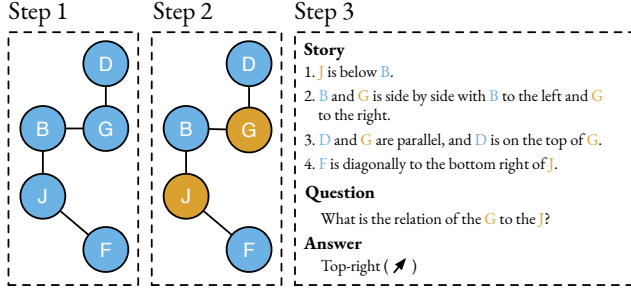 Step 1
Step 2
Step 3
D
B
G
J
F
D
B
G
J
F
Story
1. J is below B.
2. B and G is side by side with B to the left and G
to the right.
3. D and G are parallel, and D is on the top of G.
4. F is diagonally to the bottom right of J.
Question
What is the relation of the G to the J?
Answer
Top-right ( ↗ )